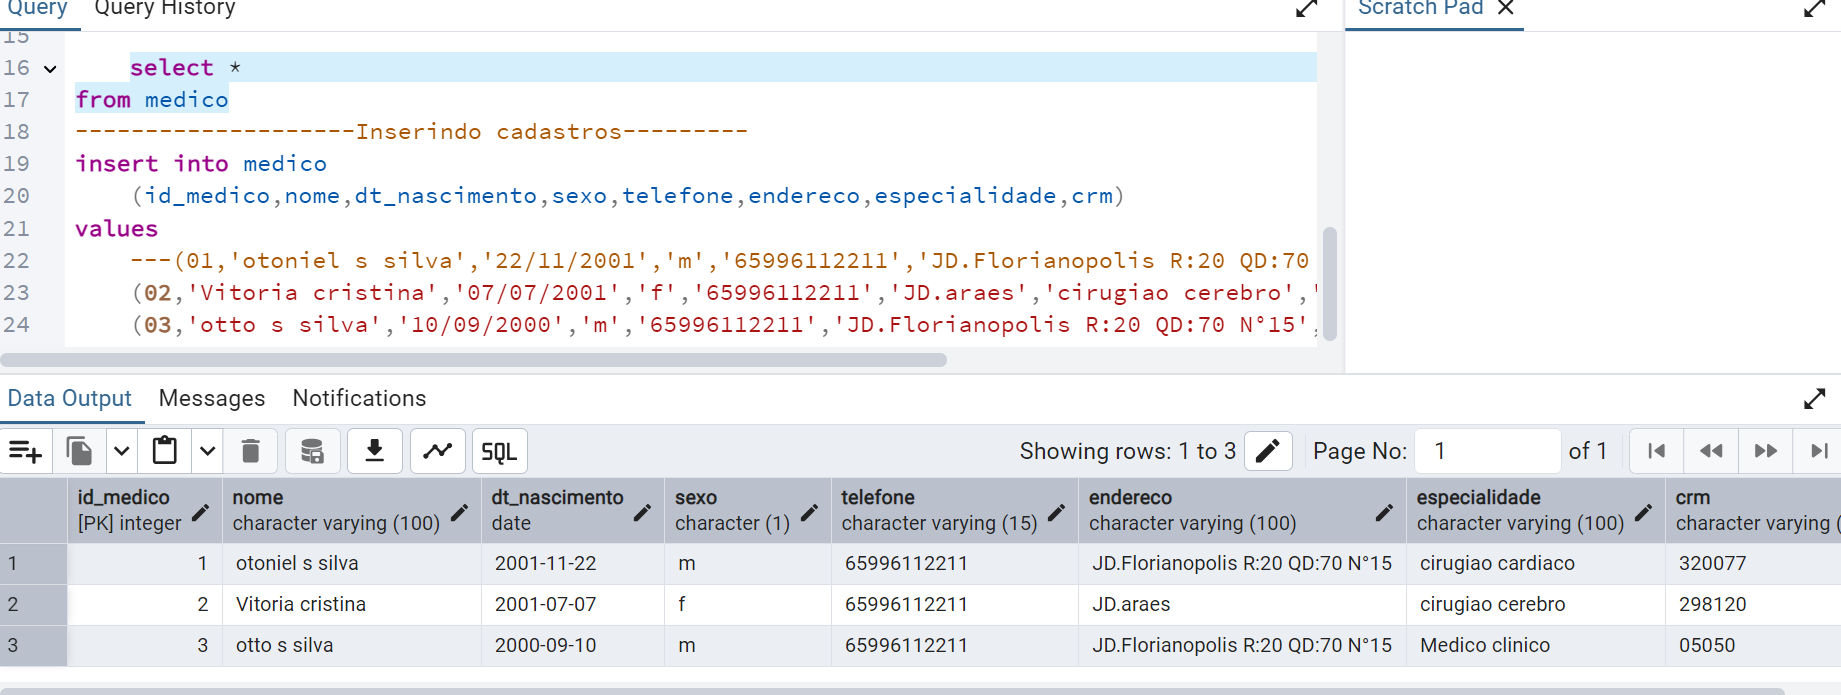 Query Query History Scratch Pad
15
16 select *
17 from medico
18 --------------------Inserindo cadastros---------
19 insert into medico
20 (id_medico,nome,dt_nascimento,sexo,telefone,endereco,especialidade,crm)
21 values
22 ---(01,'otoniel s silva','22/11/2001','m','65996112211','JD.Florianopolis R:20 QD:70
23 (02,'Vitoria cristina','07/07/2001','f','65996112211','JD.araes','cirugiao cerebro','
24 (03,'otto s silva','10/09/2000','m','65996112211','JD.Florianopolis R:20 QD:70 N°15',
Data Output Messages Notifications
SQL Showing rows: 1 to 3 Page No: 1 of 1
id_medico nome dt_nascimento sexo telefone endereco especialidade crm
[PK] integer character varying (100) date character (1) character varying (15) character varying (100) character varying (100) character varying (
1 1 otoniel s silva 2001-11-22 m 65996112211 JD.Florianopolis R:20 QD:70 N°15 cirugiao cardiaco 320077
2 2 Vitoria cristina 2001-07-07 f 65996112211 JD.araes cirugiao cerebro 298120
3 3 otto s silva 2000-09-10 m 65996112211 JD.Florianopolis R:20 QD:70 N°15 Medico clinico 05050